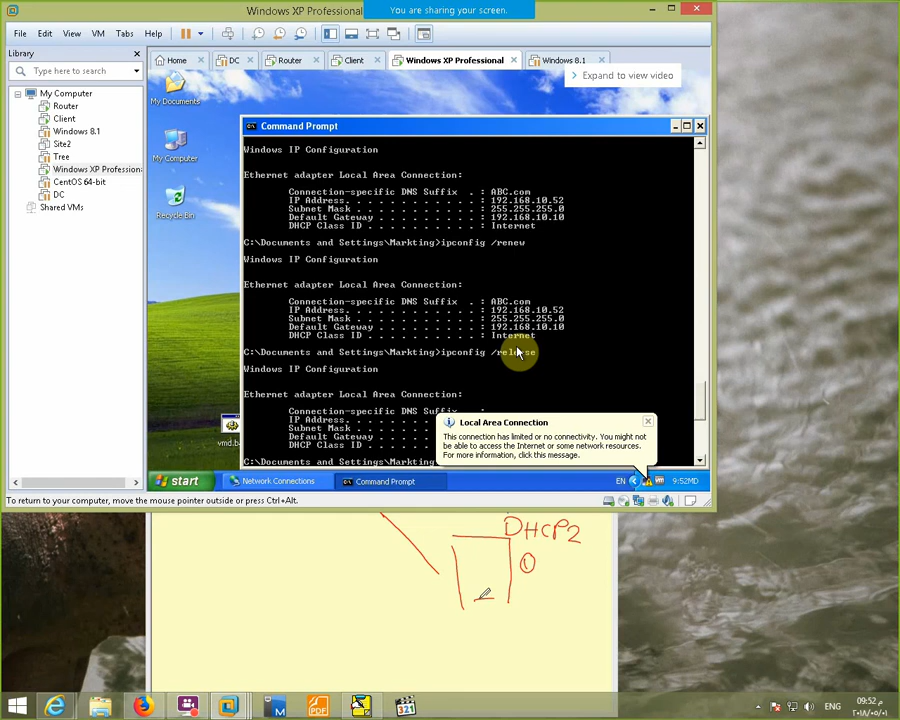 Windows XP Professional
You are sharing your screen.
File Edit View VM Tabs Help
Library
Type here to search
My Computer
Router
Client
Windows 8.1
Site2
Tree
Windows XP Profession
CentOS 64-bit
DC
Shared VMs
Home DC Router Client Windows XP Professional Windows 8.1
Expand to view video
My Documents
My Computer
Recycle Bin
Command Prompt
Windows IP Configuration
Ethernet adapter Local Area Connection:
Connection-specific DNS Suffix . : ABC.com
IP Address. . . . . . . . . . . . : 192.168.10.52
Subnet Mask . . . . . . . . . . . : 255.255.255.0
Default Gateway . . . . . . . . . : 192.168.10.10
DHCP Class ID . . . . . . . . . . : Internet
C:\Documents and Settings\Markting>ipconfig /renew
Windows IP Configuration
Ethernet adapter Local Area Connection:
Connection-specific DNS Suffix . : ABC.com
IP Address. . . . . . . . . . . . : 192.168.10.52
Subnet Mask . . . . . . . . . . . : 255.255.255.0
Default Gateway . . . . . . . . . : 192.168.10.10
DHCP Class ID . . . . . . . . . . : Internet
C:\Documents and Settings\Markting>ipconfig /release
Windows IP Configuration
Ethernet adapter Local Area Connection:
Connection-specific DNS Suffix . :
IP Address. . . . . . . .
Subnet Mask . . . . . . .
Default Gateway . . . . .
DHCP Class ID . . . . . .
C:\Documents and Settings\Markting
Local Area Connection
This connection has limited or no connectivity. You might not
be able to access the Internet or some network resources.
For more information, click this message.
vmd.b
start Network Connections Command Prompt EN 9:52MD
To return to your computer, move the mouse pointer outside or press Ctrl+Alt.
DHCP2
1
PDF 321 ENG
09:52 م
٢٠١٨/٠٥/٠١